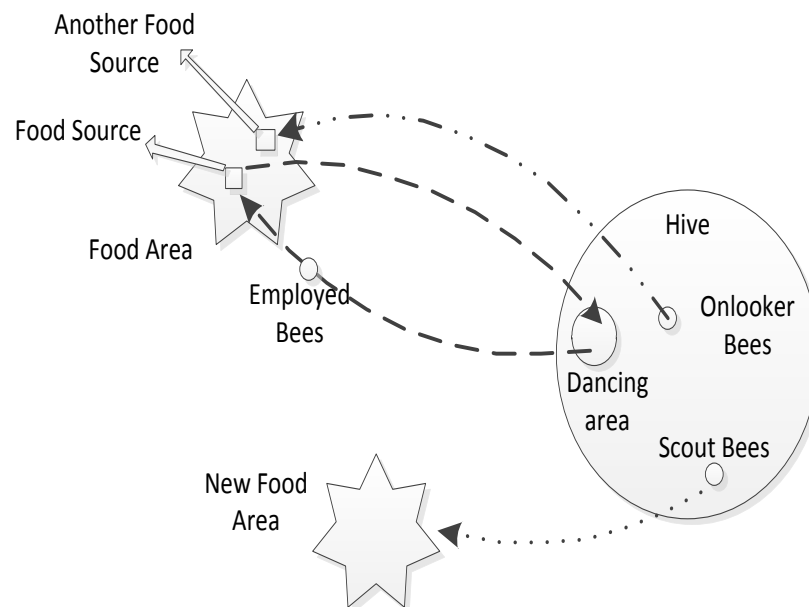 Another Food
Source
Food Source
Food Area
Employed
Bees
Hive
Onlooker
Bees
Dancing
area
Scout Bees
New Food
Area